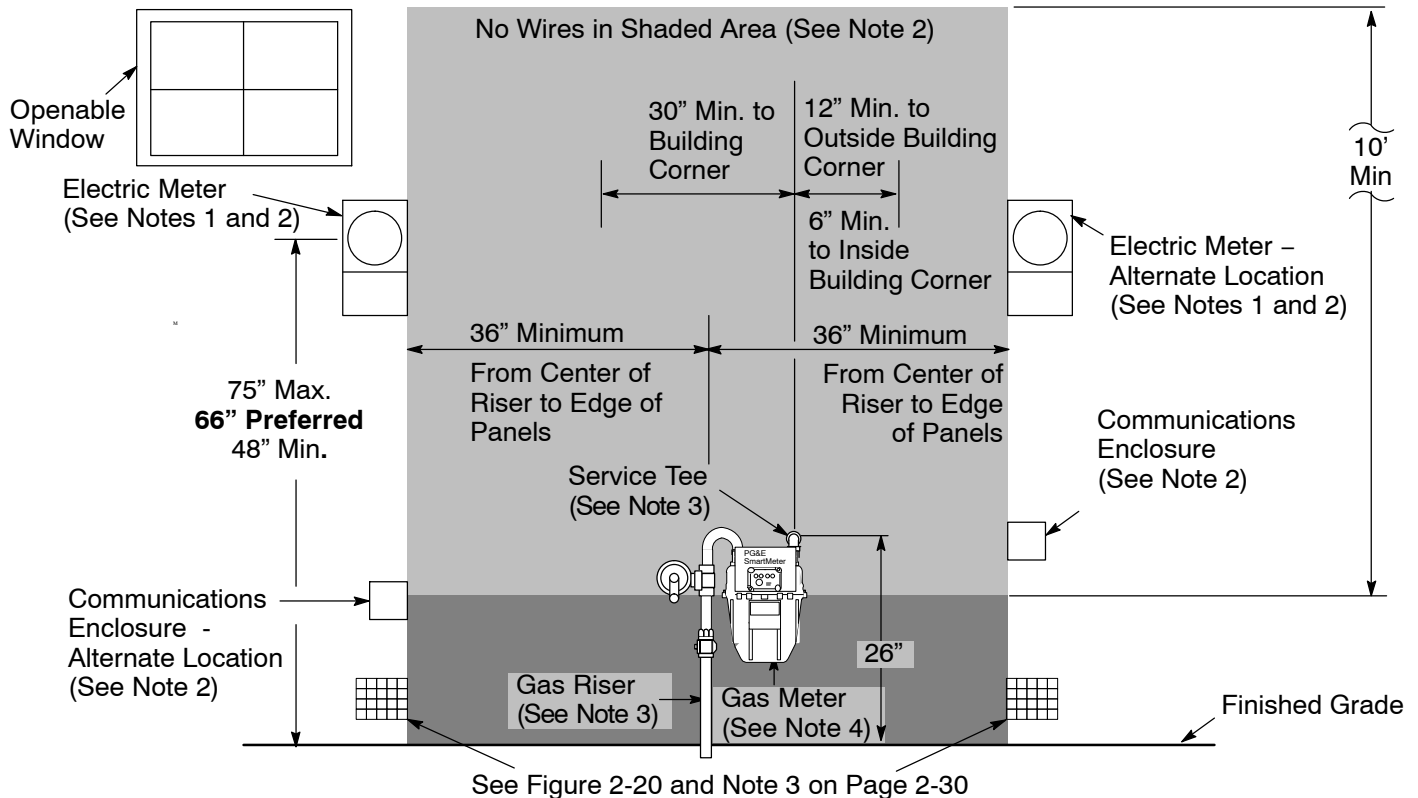 No Wires in Shaded Area (See Note 2)
Openable
Window
30” Min. to
Building
Corner
12” Min. to
Outside Building
Corner
10’
Min
Electric Meter
(See Notes 1 and 2)
6” Min.
to Inside
Building Corner
Electric Meter –
Alternate Location
(See Notes 1 and 2)
36” Minimum
From Center of
Riser to Edge of
Panels
36” Minimum
From Center of
Riser to Edge
of Panels
75” Max.
66” Preferred
48” Min.
Communications
Enclosure
(See Note 2)
Service Tee
(See Note 3)
PG&E
SmartMeter
Communications
Enclosure -
Alternate Location
(See Note 2)
26”
Gas Riser
(See Note 3)
Gas Meter
(See Note 4)
Finished Grade
See Figure 2-20 and Note 3 on Page 2-30